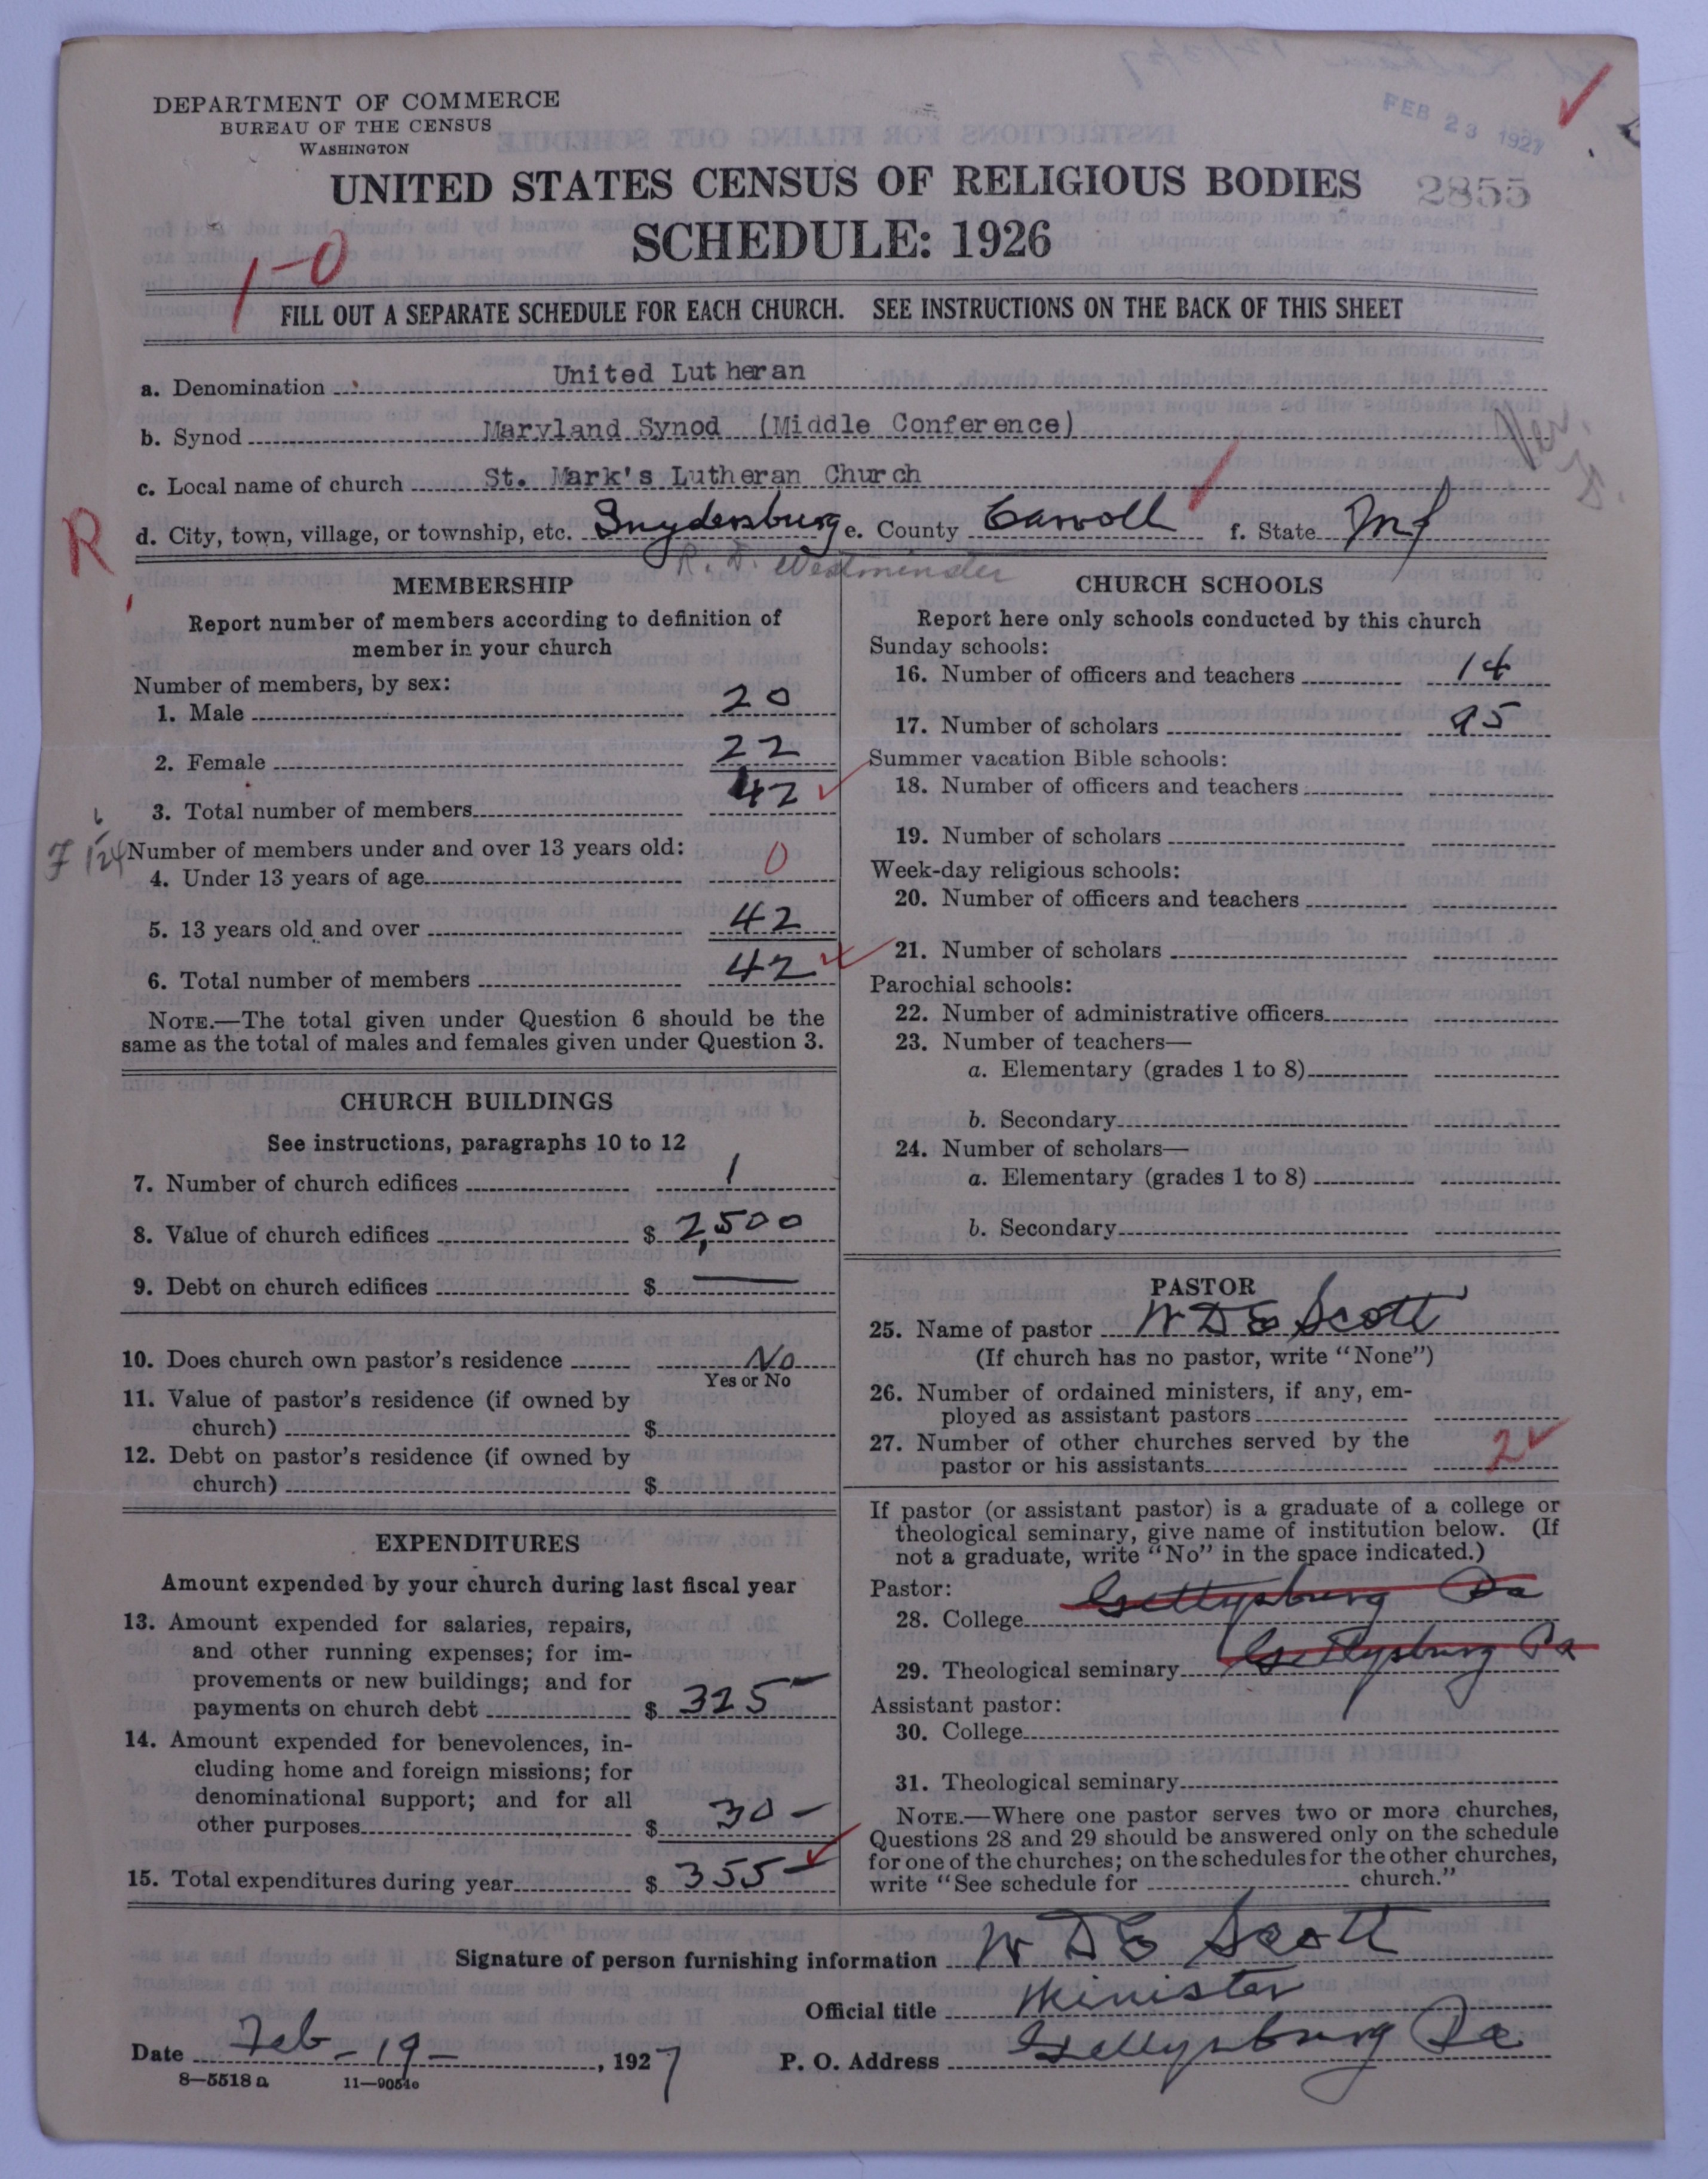 DEPARTMENT OF COMMERCE
BUREAU OF THE CENSUS
WASHINGTON
FEB 23 1927
UNITED STATES CENSUS OF RELIGIOUS BODIES
2855
SCHEDULE: 1926
1-0
FILL OUT A SEPARATE SCHEDULE FOR EACH CHURCH. SEE INSTRUCTIONS ON THE BACK OF THIS SHEET
a. Denomination United Lutheran
b. Synod Maryland Synod (Middle Conference)
c. Local name of church St. Mark's Lutheran Church
R
d. City, town, village, or township, etc. Snydersburg e. County Carroll f. State Md
R. D. Westminster
MEMBERSHIP
Report number of members according to definition of
member in your church
Number of members, by sex:
1. Male 20
2. Female 22
3. Total number of members 42
Number of members under and over 13 years old:
4. Under 13 years of age 0
5. 13 years old and over 42
6. Total number of members 42
NOTE.—The total given under Question 6 should be the
same as the total of males and females given under Question 3.
CHURCH BUILDINGS
See instructions, paragraphs 10 to 12
7. Number of church edifices 1
8. Value of church edifices $ 2,500
9. Debt on church edifices $ —
10. Does church own pastor's residence No
Yes or No
11. Value of pastor's residence (if owned by
church) $
12. Debt on pastor's residence (if owned by
church) $
EXPENDITURES
Amount expended by your church during last fiscal year
13. Amount expended for salaries, repairs,
and other running expenses; for im-
provements or new buildings; and for
payments on church debt $ 325—
14. Amount expended for benevolences, in-
cluding home and foreign missions; for
denominational support; and for all
other purposes $ 30—
15. Total expenditures during year $ 355—
CHURCH SCHOOLS
Report here only schools conducted by this church
Sunday schools:
16. Number of officers and teachers 14
17. Number of scholars 95
Summer vacation Bible schools:
18. Number of officers and teachers
19. Number of scholars
Week-day religious schools:
20. Number of officers and teachers
21. Number of scholars
Parochial schools:
22. Number of administrative officers
23. Number of teachers—
a. Elementary (grades 1 to 8)
b. Secondary
24. Number of scholars—
a. Elementary (grades 1 to 8)
b. Secondary
PASTOR
25. Name of pastor W D E Scott
(If church has no pastor, write "None")
26. Number of ordained ministers, if any, em-
ployed as assistant pastors
27. Number of other churches served by the
pastor or his assistants 2
If pastor (or assistant pastor) is a graduate of a college or
theological seminary, give name of institution below. (If
not a graduate, write "No" in the space indicated.)
Pastor:
28. College Gettysburg Pa
29. Theological seminary Gettysburg Pa
Assistant pastor:
30. College
31. Theological seminary
NOTE.—Where one pastor serves two or more churches,
Questions 28 and 29 should be answered only on the schedule
for one of the churches; on the schedules for the other churches,
write "See schedule for church."
Signature of person furnishing information W D E Scott
Official title Minister
Date Feb - 19 - , 1927
P. O. Address Gettysburg Pa
8—5518 a 11—9051e